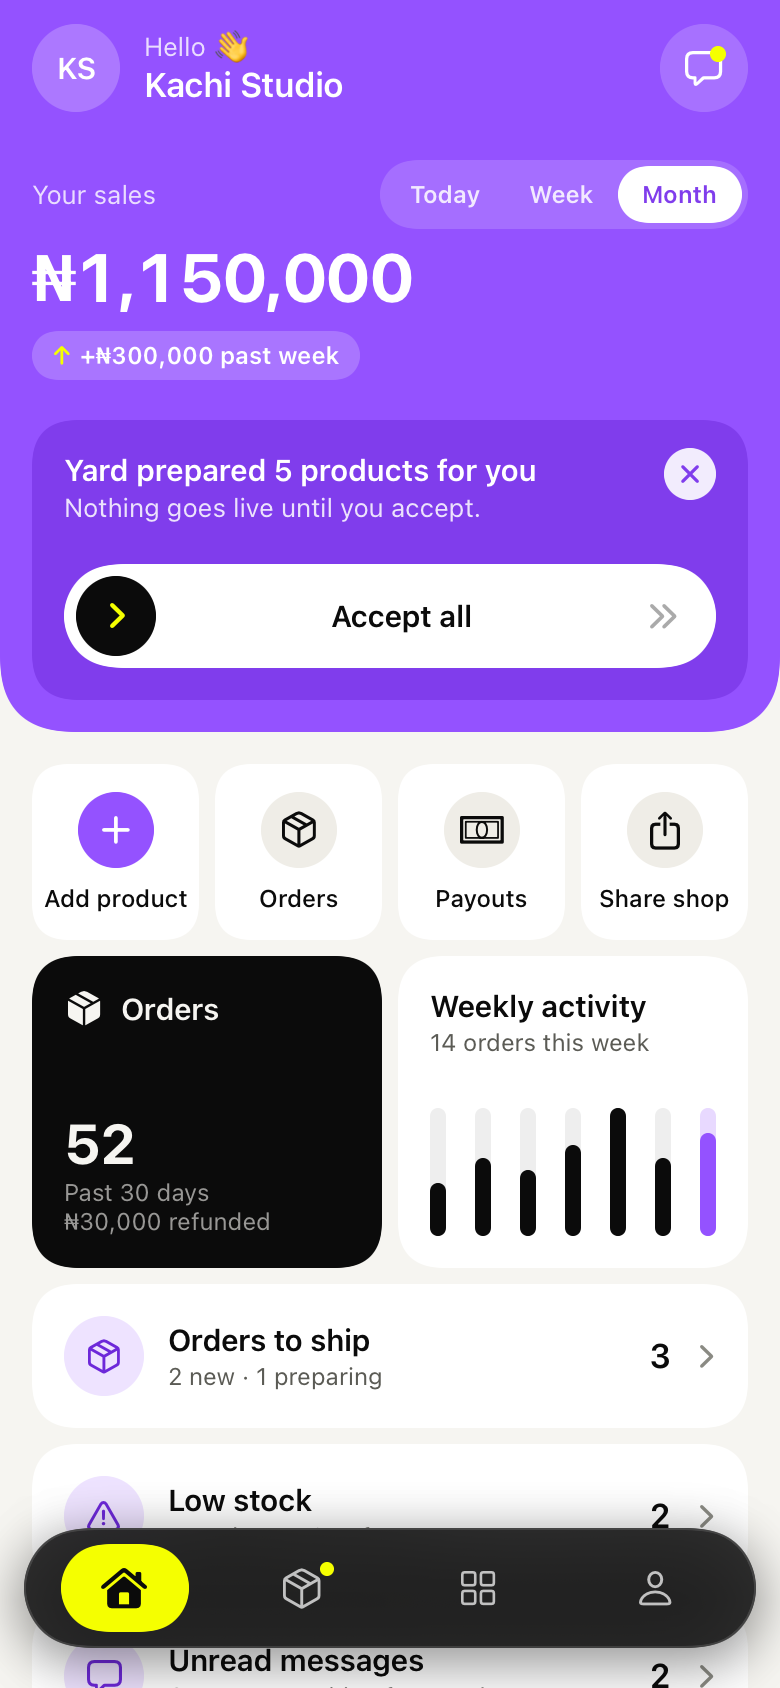 KS
Hello 👋
Kachi Studio
Your sales
Today Week Month
₦1,150,000
+₦300,000 past week
Yard prepared 5 products for you
Nothing goes live until you accept.
Accept all
Add product
Orders
Payouts
Share shop
Orders
52
Past 30 days
₦30,000 refunded
Weekly activity
14 orders this week
Orders to ship
2 new · 1 preparing
3
Low stock
2
Unread messages
2